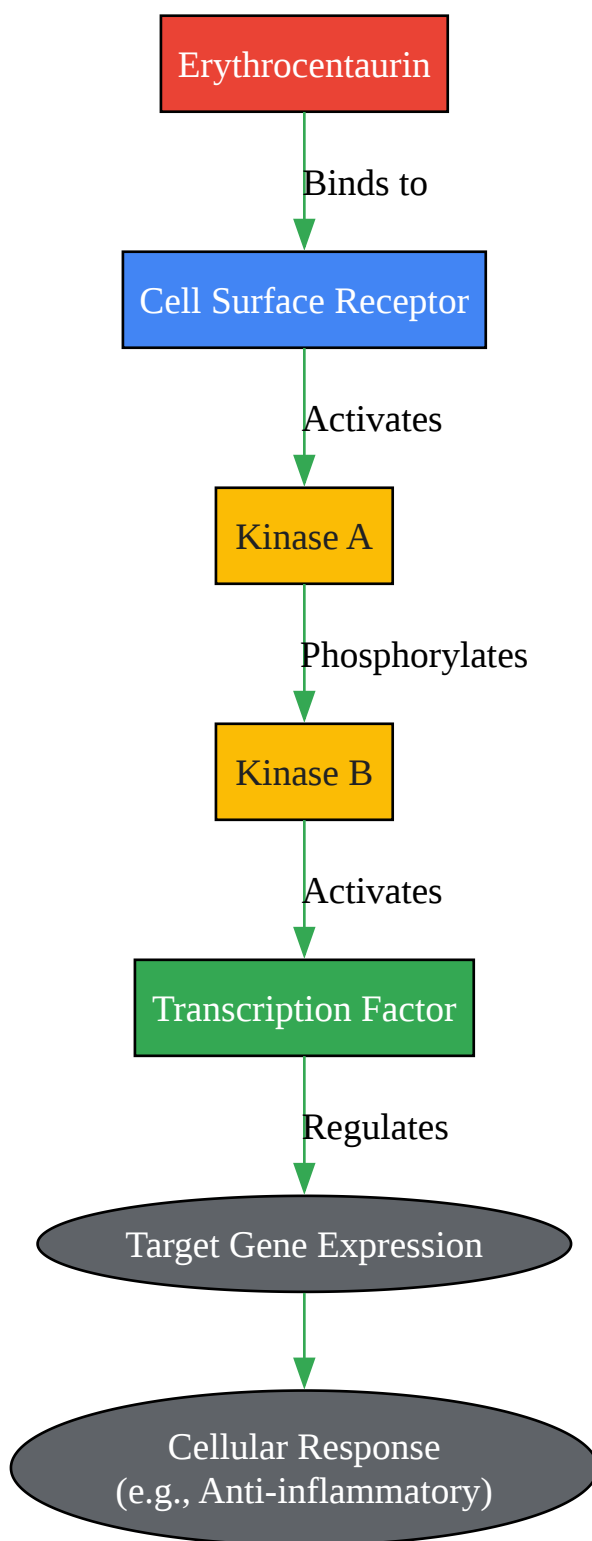 Erythrocentaurin
Binds to
Cell Surface Receptor
Activates
Kinase A
Phosphorylates
Kinase B
Activates
Transcription Factor
Regulates
Target Gene Expression
Cellular Response
(e.g., Anti-inflammatory)